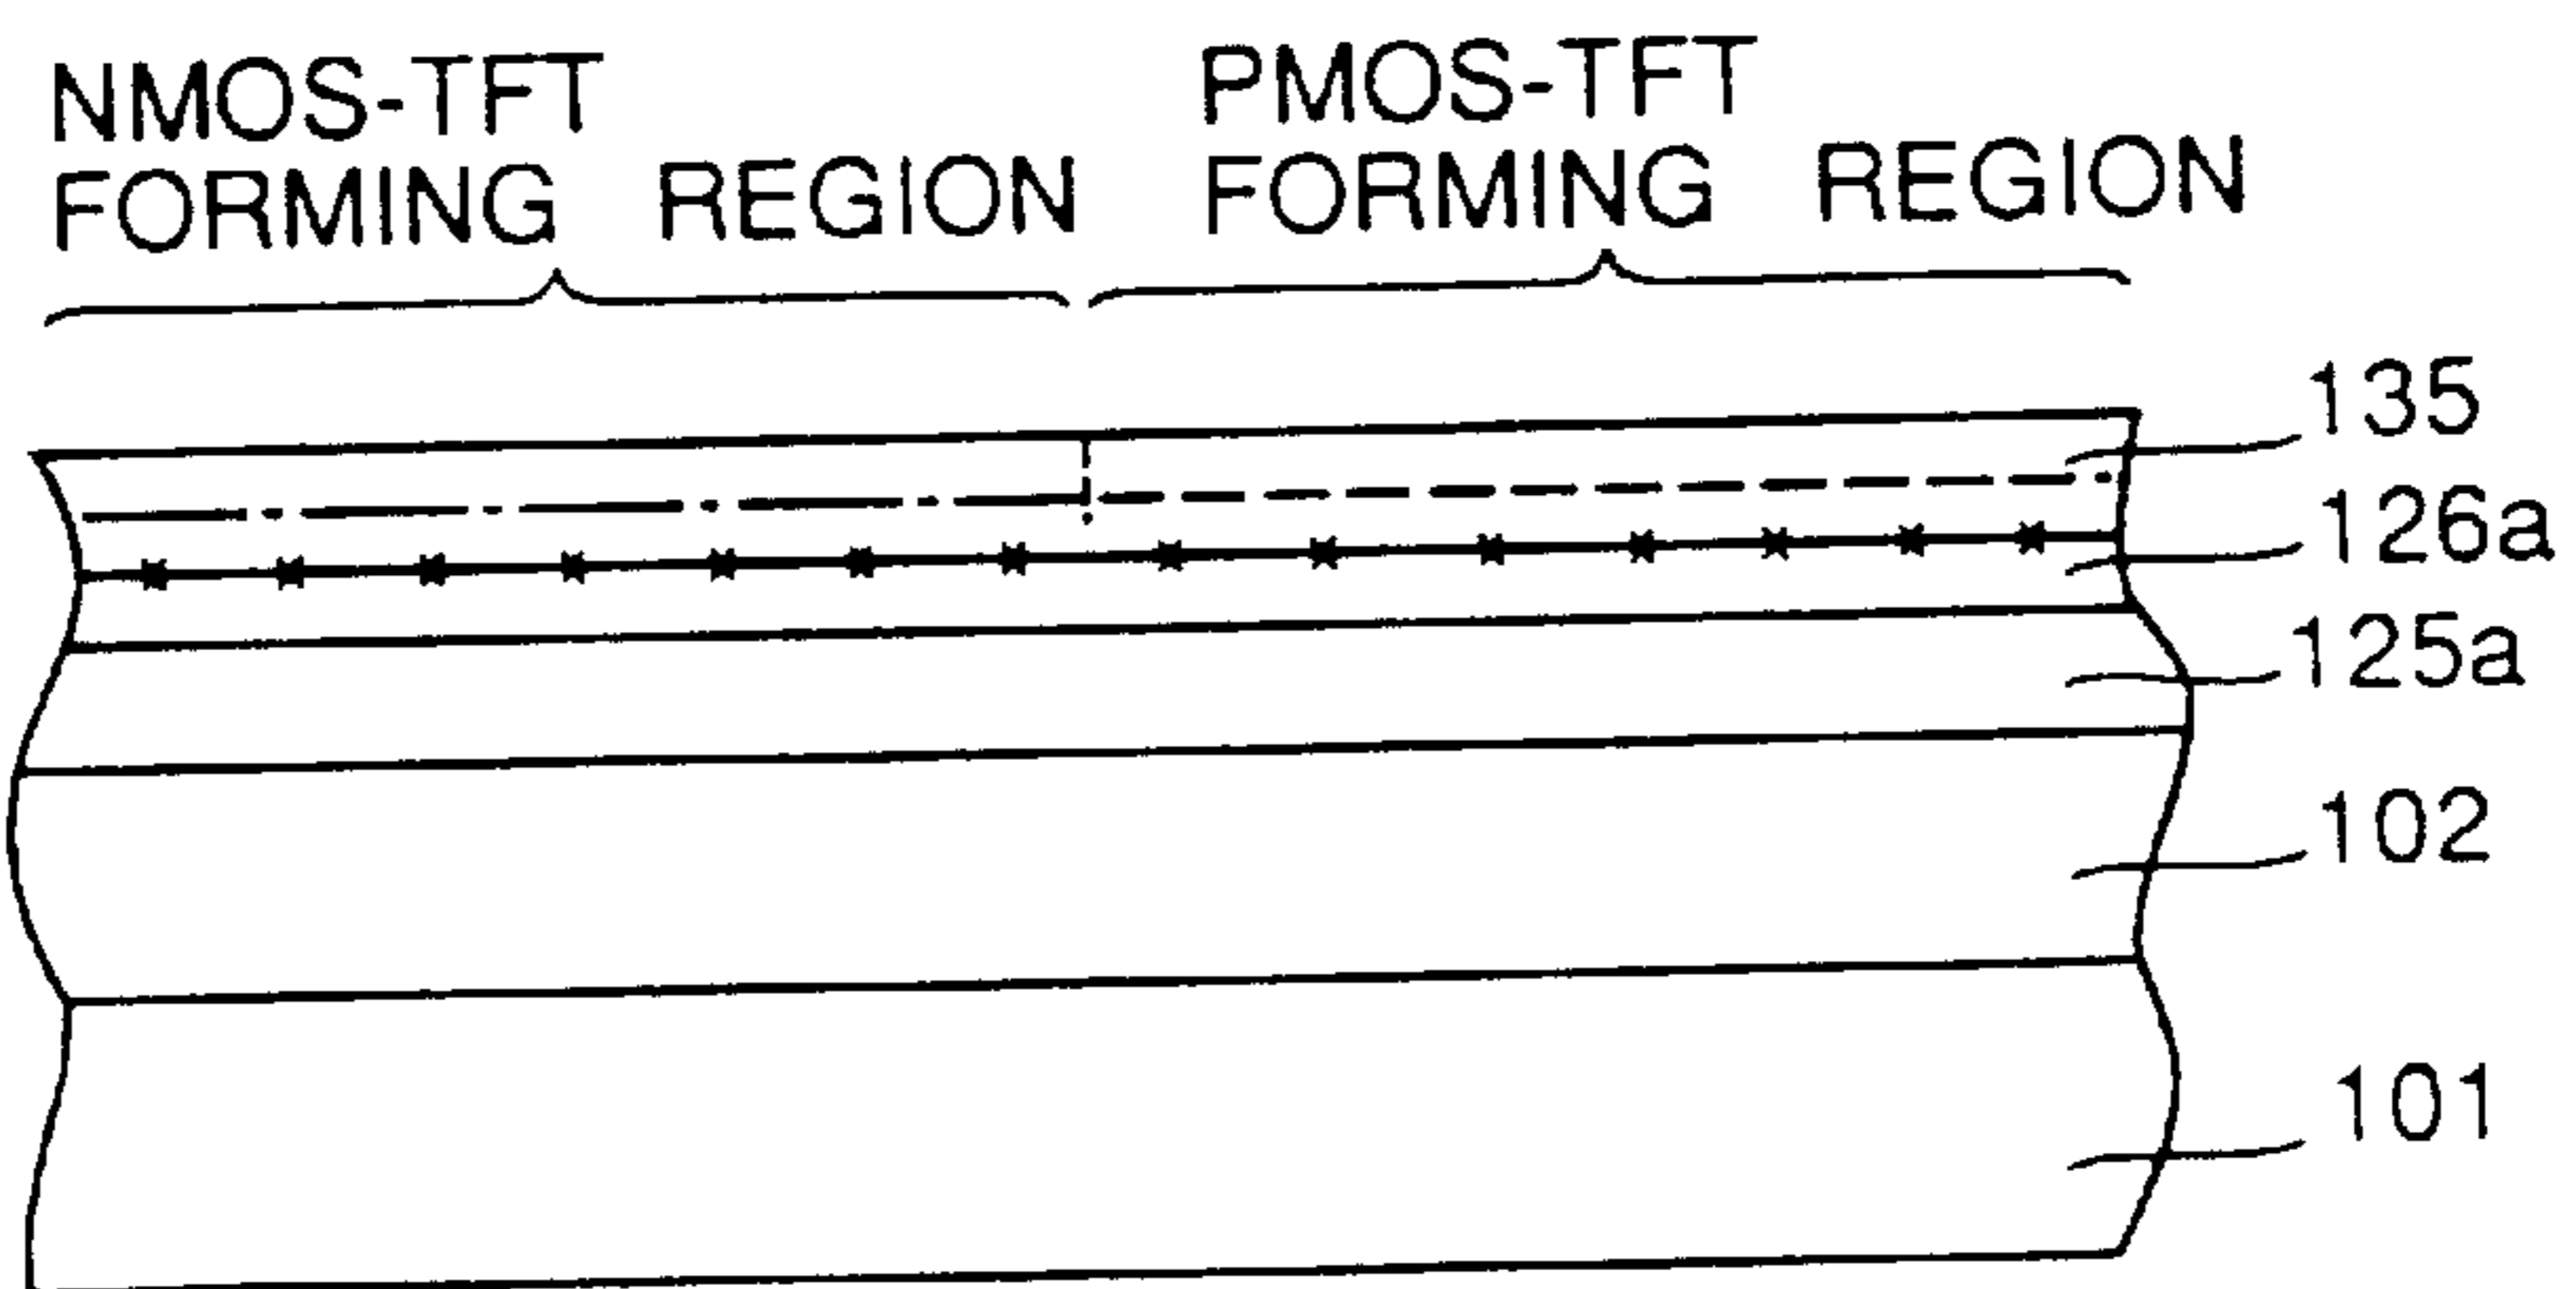 NMOS-TFT
FORMING REGION
PMOS-TFT
FORMING REGION
135
126a
125a
102
101